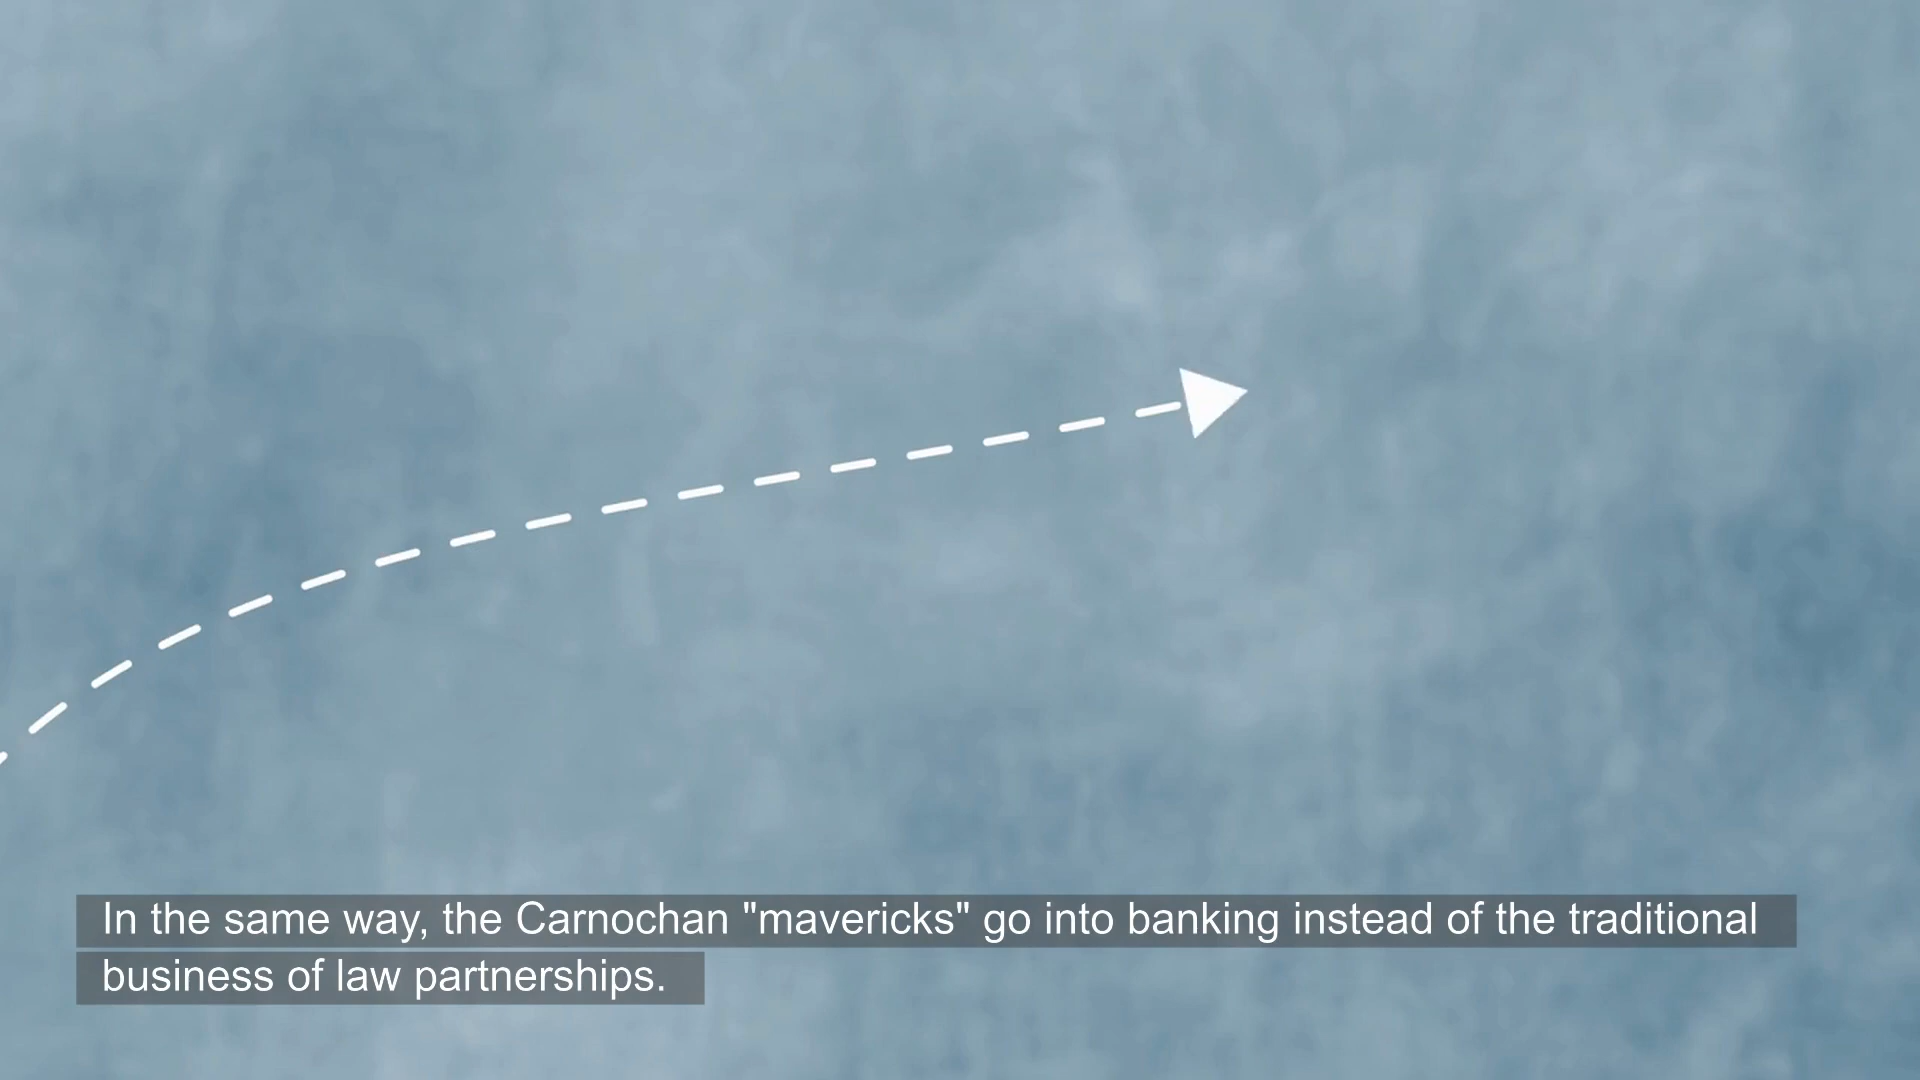 In the same way, the Carnochan "mavericks" go into banking instead of the traditional
business of law partnerships.